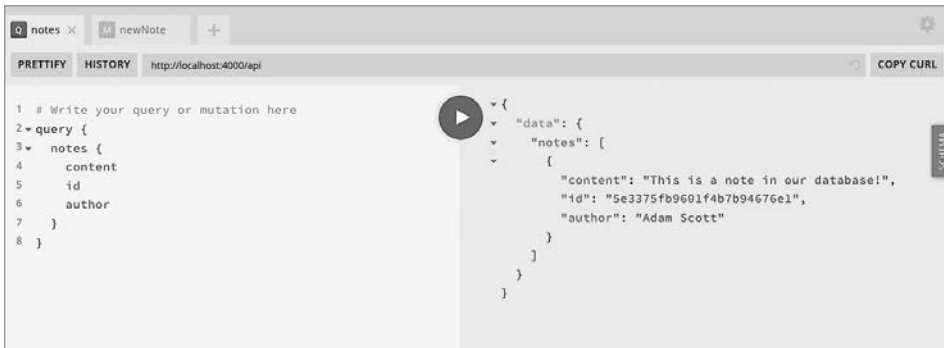 Q notes × M newNote +
PRETTIFY HISTORY http://localhost:4000/api COPY CURL
1 # Write your query or mutation here
2 query {
3 notes {
4 content
5 id
6 author
7 }
8 }
{
"data": {
"notes": [
{
"content": "This is a note in our database!",
"id": "5e3375fb9601f4b7b94676e1",
"author": "Adam Scott"
}
]
}
}
SCHEMA